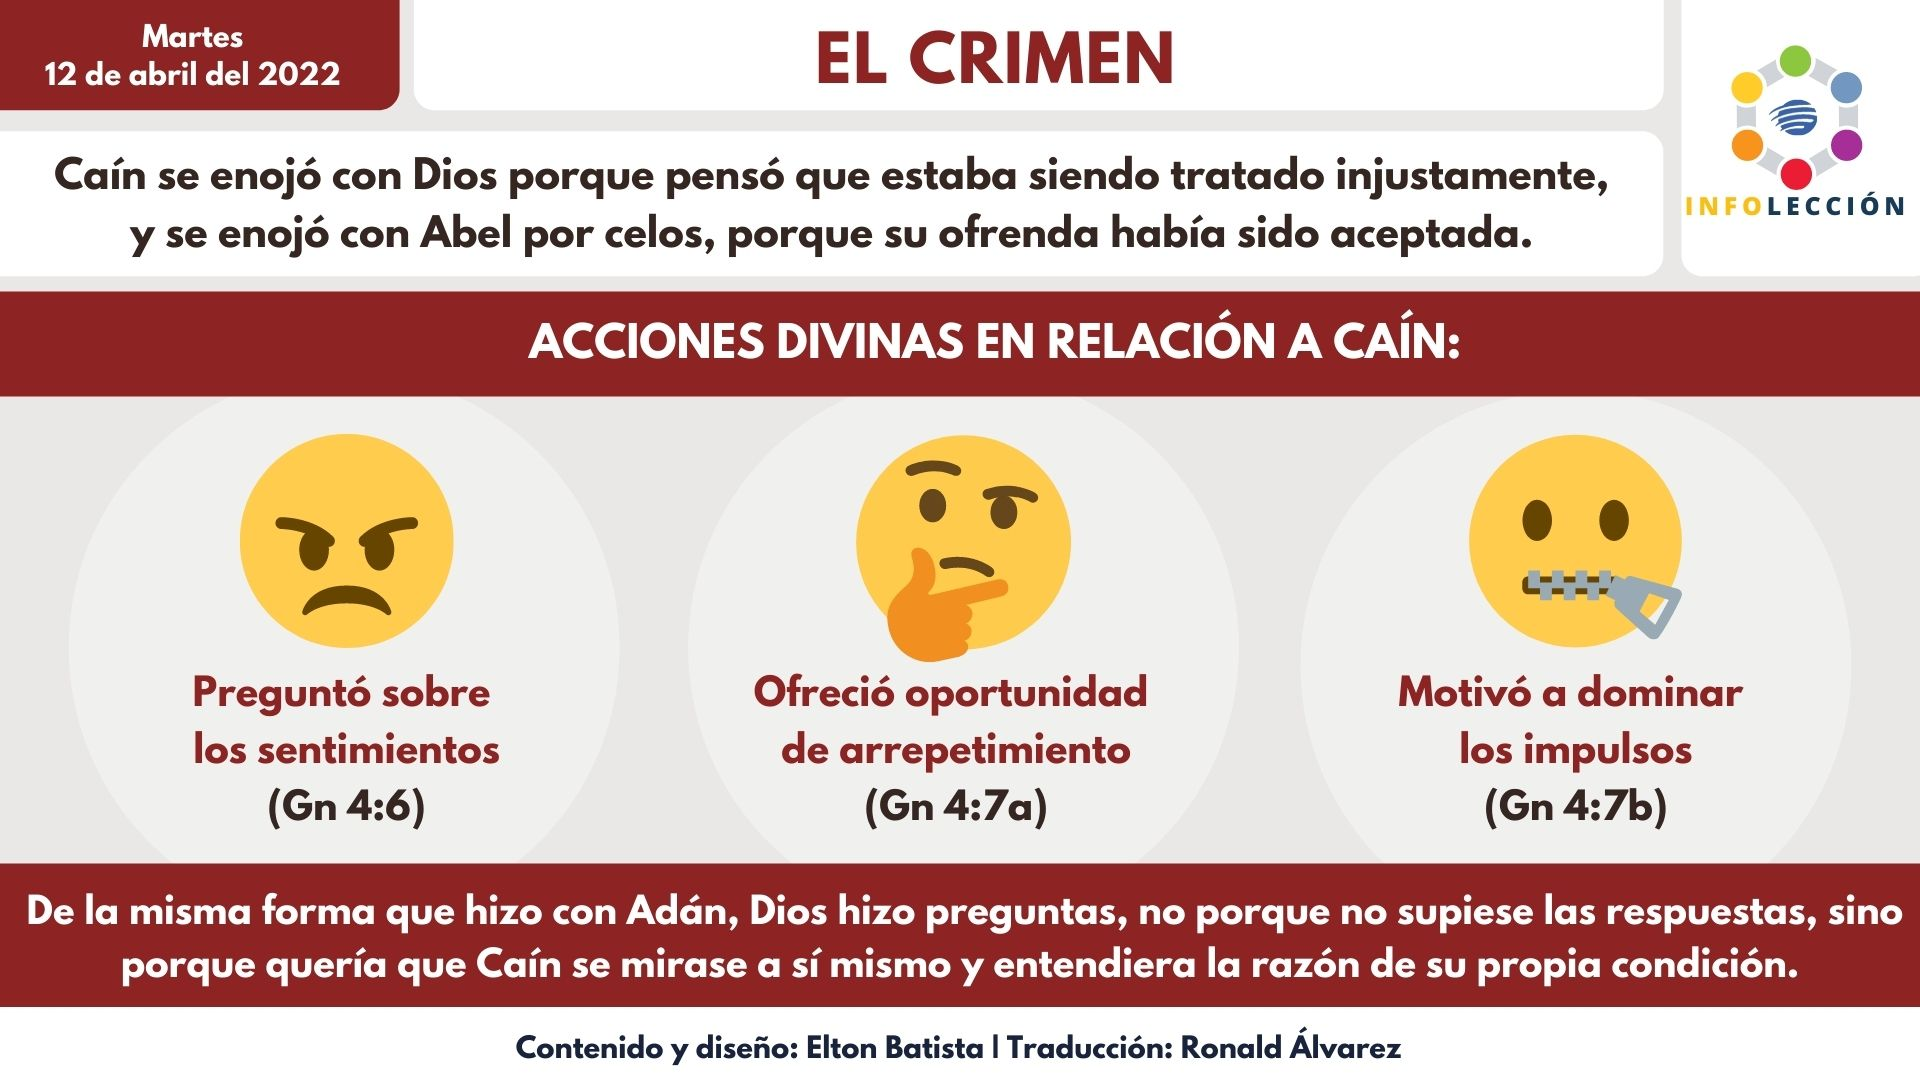 Martes
12 de abril del 2022
EL CRIMEN
INFOLECCIÓN
Caín se enojó con Dios porque pensó que estaba siendo tratado injustamente,
y se enojó con Abel por celos, porque su ofrenda había sido aceptada.
ACCIONES DIVINAS EN RELACIÓN A CAÍN:
Preguntó sobre
los sentimientos
(Gn 4:6)
Ofreció oportunidad
de arrepetimiento
(Gn 4:7a)
Motivó a dominar
los impulsos
(Gn 4:7b)
De la misma forma que hizo con Adán, Dios hizo preguntas, no porque no supiese las respuestas, sino
porque quería que Caín se mirase a sí mismo y entendiera la razón de su propia condición.
Contenido y diseño: Elton Batista | Traducción: Ronald Álvarez